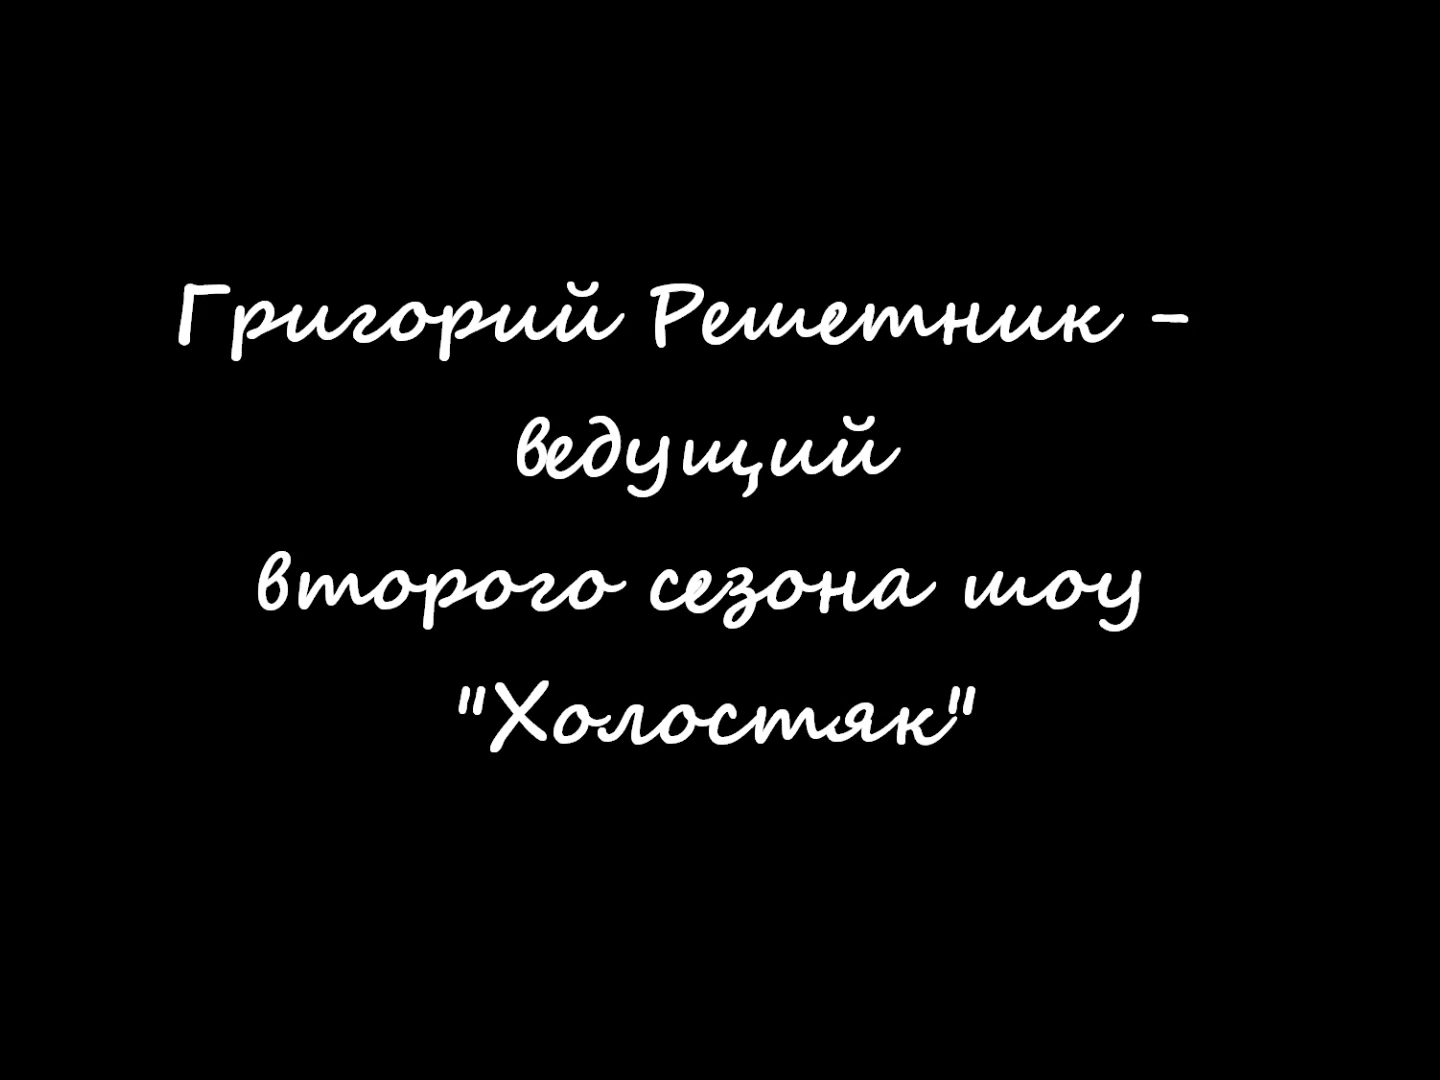 Григорий Решетник -
ведущий
второго сезона шоу
"Холостяк"